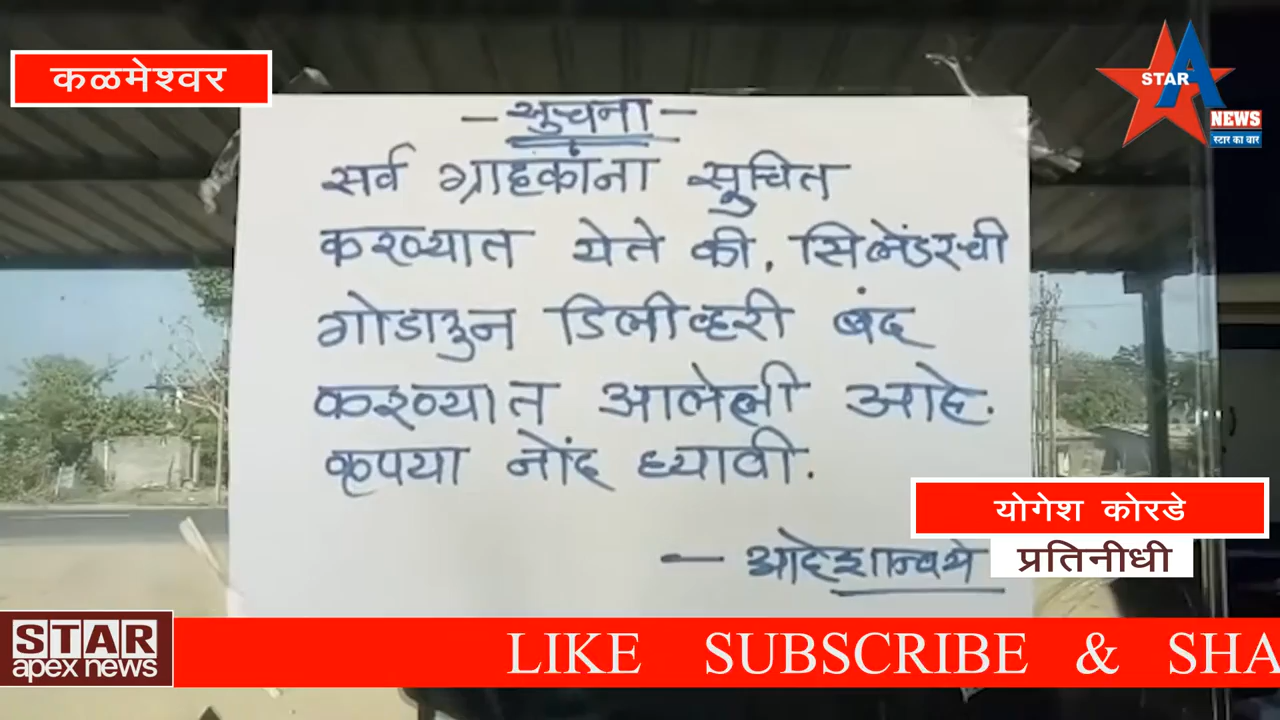 कळमेश्वर
STAR
A
NEWS
स्टार का वार
— सुचना —
सर्व ग्राहकांना सूचित
करण्यात येते की. सिलेंडरची
गोडाउन डिलीव्हरी बंद
करण्यात आलेली आहे.
कृपया नोंद घ्यावी.
— आदेशान्वये
योगेश कोरडे
प्रतिनीधी
STAR
apex news
LIKE SUBSCRIBE & SHA